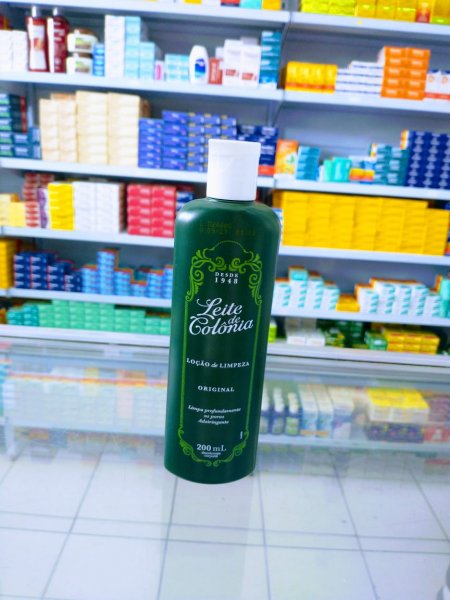 DESDE
1948
Leite
de
Colônia
LOÇÃO de LIMPEZA
ORIGINAL
Limpa profundamente
os poros
Adstringente
200 mL